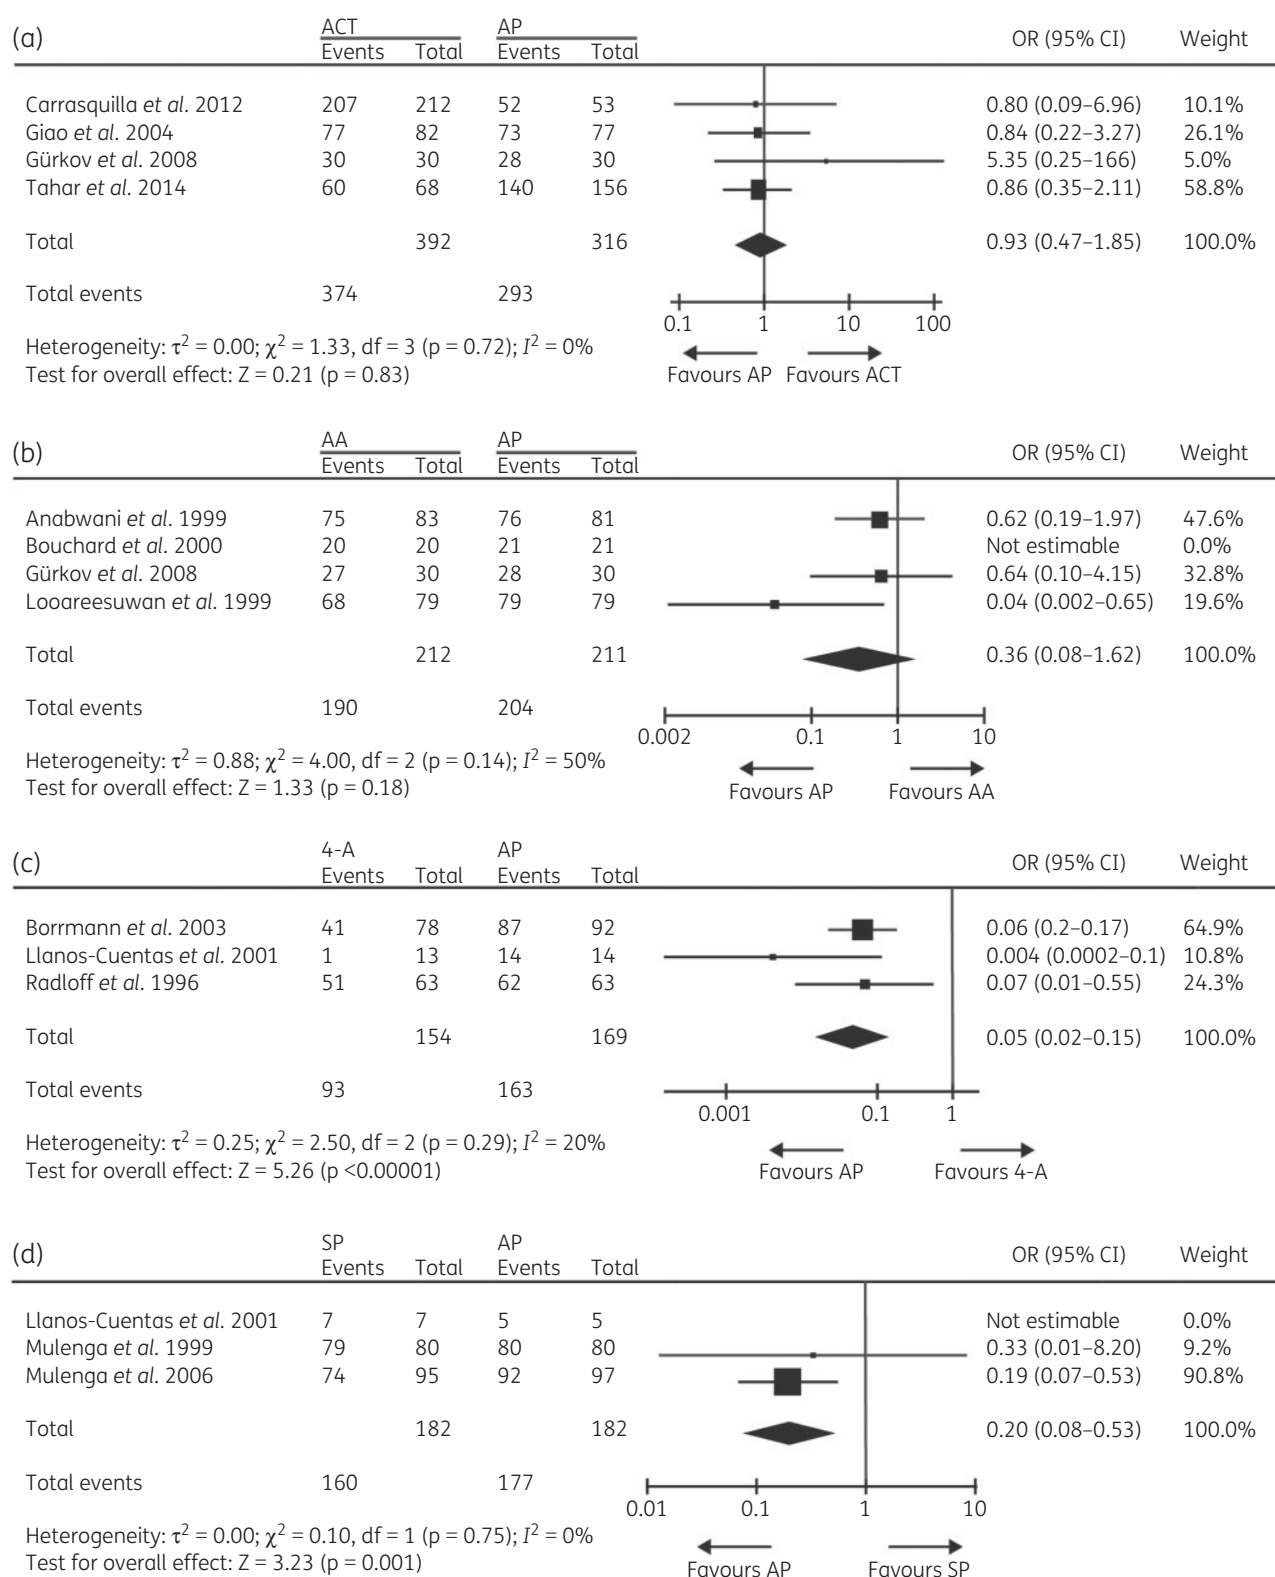 (a) ACT AP OR (95% CI) Weight
Events Total Events Total
Carrasquilla et al. 2012 207 212 52 53 0.80 (0.09–6.96) 10.1%
Giao et al. 2004 77 82 73 77 0.84 (0.22–3.27) 26.1%
Gürkov et al. 2008 30 30 28 30 5.35 (0.25–166) 5.0%
Tahar et al. 2014 60 68 140 156 0.86 (0.35–2.11) 58.8%
Total 392 316 0.93 (0.47–1.85) 100.0%
Total events 374 293
0.1 1 10 100
Heterogeneity: τ² = 0.00; χ² = 1.33, df = 3 (p = 0.72); I² = 0%
Test for overall effect: Z = 0.21 (p = 0.83)
Favours AP Favours ACT
(b) AA AP OR (95% CI) Weight
Events Total Events Total
Anabwani et al. 1999 75 83 76 81 0.62 (0.19–1.97) 47.6%
Bouchard et al. 2000 20 20 21 21 Not estimable 0.0%
Gürkov et al. 2008 27 30 28 30 0.64 (0.10–4.15) 32.8%
Looareesuwan et al. 1999 68 79 79 79 0.04 (0.002–0.65) 19.6%
Total 212 211 0.36 (0.08–1.62) 100.0%
Total events 190 204
0.002 0.1 1 10
Heterogeneity: τ² = 0.88; χ² = 4.00, df = 2 (p = 0.14); I² = 50%
Test for overall effect: Z = 1.33 (p = 0.18)
Favours AP Favours AA
(c) 4-A AP OR (95% CI) Weight
Events Total Events Total
Borrmann et al. 2003 41 78 87 92 0.06 (0.2–0.17) 64.9%
Llanos-Cuentas et al. 2001 1 13 14 14 0.004 (0.0002–0.1) 10.8%
Radloff et al. 1996 51 63 62 63 0.07 (0.01–0.55) 24.3%
Total 154 169 0.05 (0.02–0.15) 100.0%
Total events 93 163
0.001 0.1 1
Heterogeneity: τ² = 0.25; χ² = 2.50, df = 2 (p = 0.29); I² = 20%
Test for overall effect: Z = 5.26 (p <0.00001)
Favours AP Favours 4-A
(d) SP AP OR (95% CI) Weight
Events Total Events Total
Llanos-Cuentas et al. 2001 7 7 5 5 Not estimable 0.0%
Mulenga et al. 1999 79 80 80 80 0.33 (0.01–8.20) 9.2%
Mulenga et al. 2006 74 95 92 97 0.19 (0.07–0.53) 90.8%
Total 182 182 0.20 (0.08–0.53) 100.0%
Total events 160 177
0.01 0.1 1 10
Heterogeneity: τ² = 0.00; χ² = 0.10, df = 1 (p = 0.75); I² = 0%
Test for overall effect: Z = 3.23 (p = 0.001)
Favours AP Favours SP